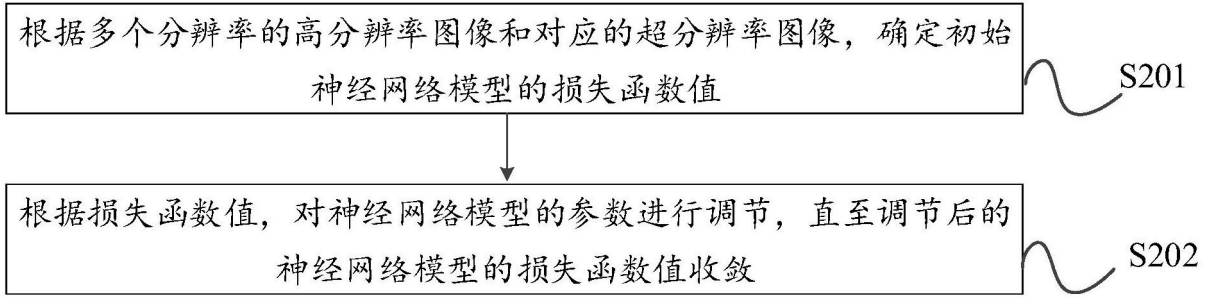 根据多个分辨率的高分辨率图像和对应的超分辨率图像，确定初始
神经网络模型的损失函数值
S201
根据损失函数值，对神经网络模型的参数进行调节，直至调节后的
神经网络模型的损失函数值收敛
S202